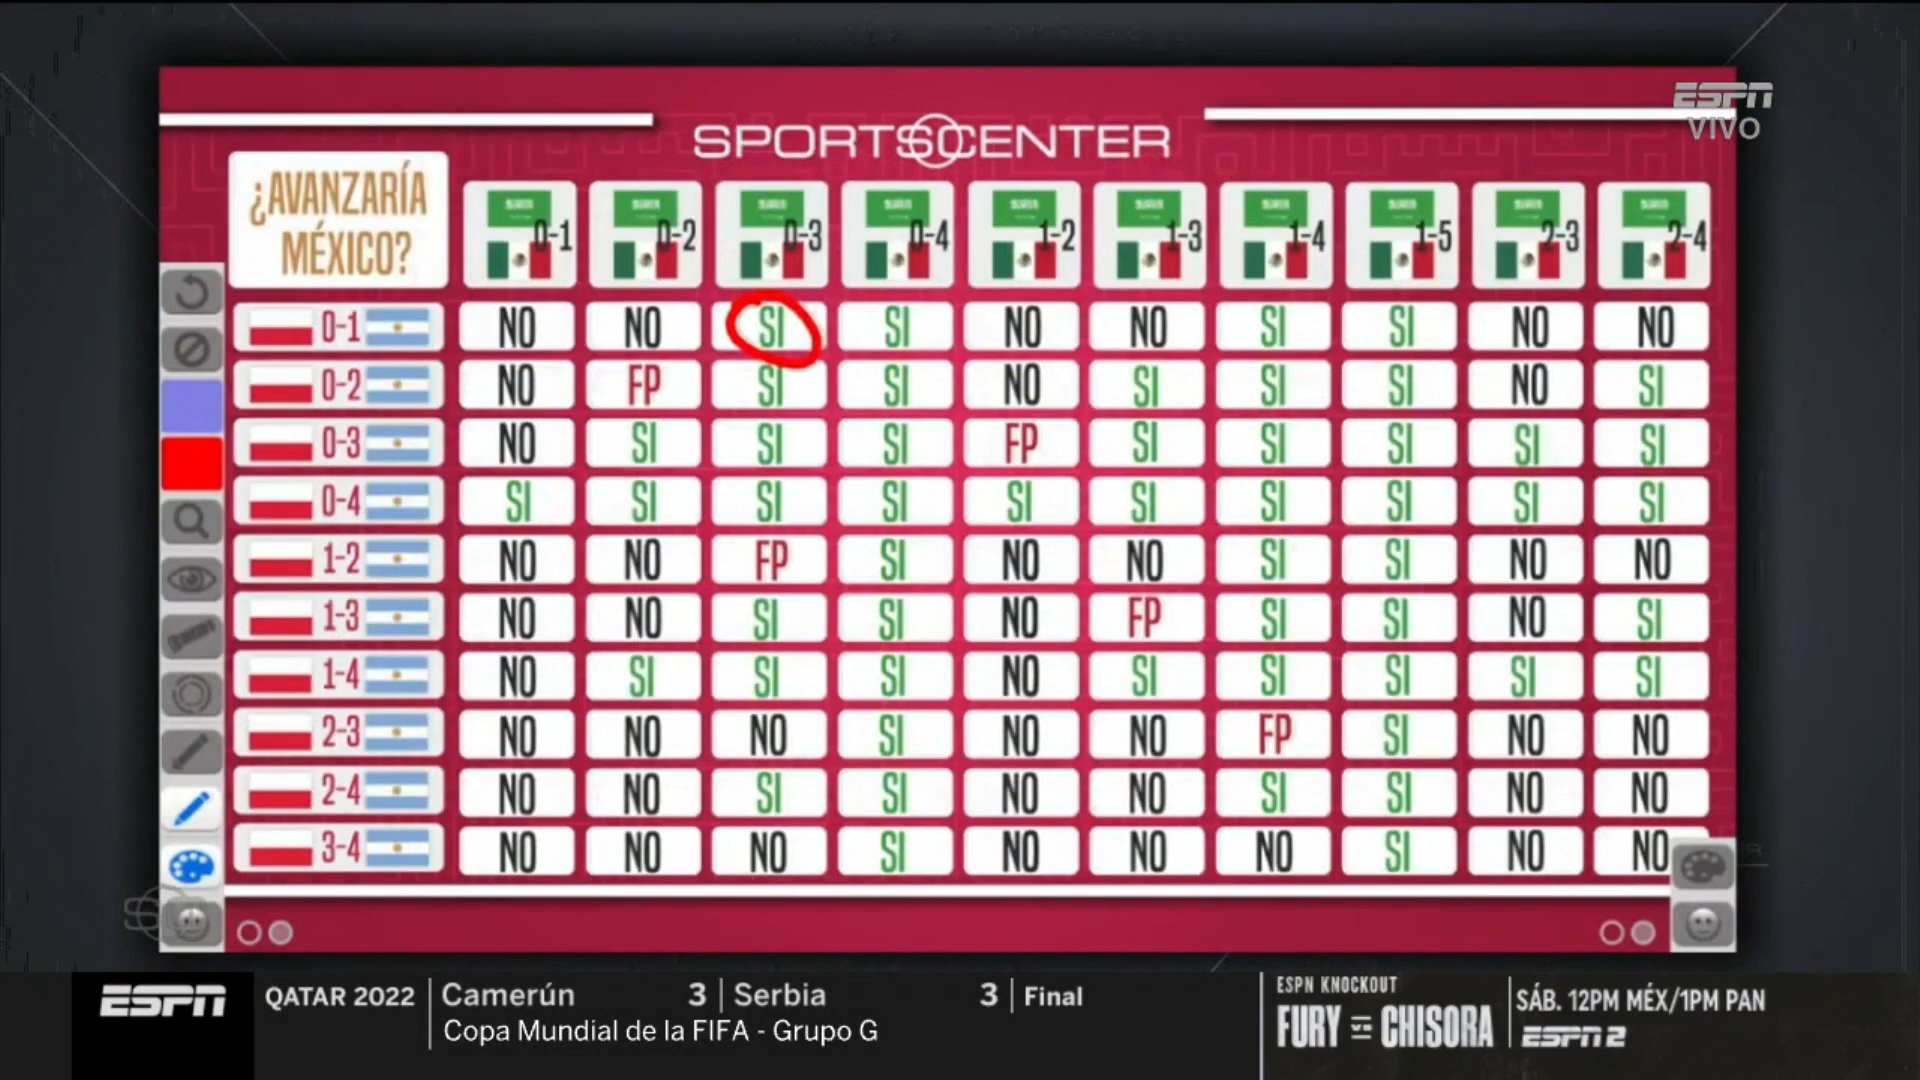 ESPN
VIVO
SPORTSCENTER
¿AVANZARÍA
MÉXICO?
0-1 0-2 0-3 0-4 1-2 1-3 1-4 1-5 2-3 2-4
0-1 NO NO SI SI NO NO SI SI NO NO
0-2 NO FP SI SI NO SI SI SI NO SI
0-3 NO SI SI SI FP SI SI SI SI SI
0-4 SI SI SI SI SI SI SI SI SI SI
1-2 NO NO FP SI NO NO SI SI NO NO
1-3 NO NO SI SI NO FP SI SI NO SI
1-4 NO SI SI SI NO SI SI SI SI SI
2-3 NO NO NO SI NO NO FP SI NO NO
2-4 NO NO SI SI NO NO SI SI NO NO
3-4 NO NO NO SI NO NO NO SI NO NO
ESPN QATAR 2022 Camerún 3 Serbia 3 Final
Copa Mundial de la FIFA - Grupo G
ESPN KNOCKOUT
FURY VS CHISORA
SÁB. 12PM MÉX/1PM PAN
ESPN 2